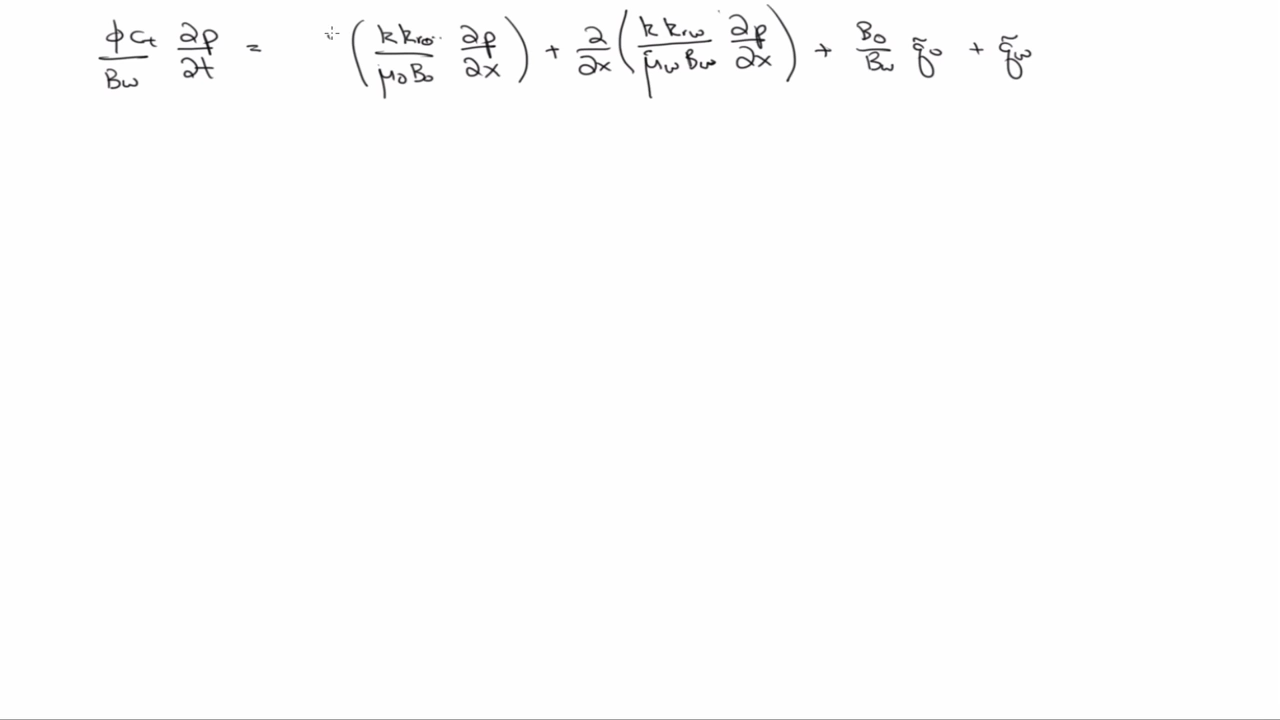 ϕc_t/B_w ∂p/∂t = (kk_ro/μ_oB_o ∂p/∂x) + ∂/∂x (kk_rw/μ_wB_w ∂p/∂x) + B_o/B_w q̃_o + q̃_w